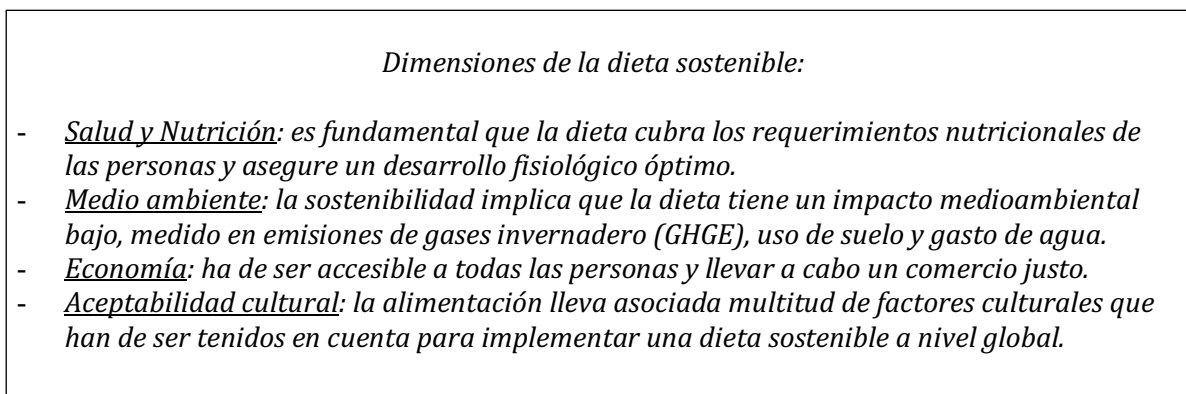 Dimensiones de la dieta sostenible:
- Salud y Nutrición: es fundamental que la dieta cubra los requerimientos nutricionales de
las personas y asegure un desarrollo fisiológico óptimo.
- Medio ambiente: la sostenibilidad implica que la dieta tiene un impacto medioambiental
bajo, medido en emisiones de gases invernadero (GHGE), uso de suelo y gasto de agua.
- Economía: ha de ser accesible a todas las personas y llevar a cabo un comercio justo.
- Aceptabilidad cultural: la alimentación lleva asociada multitud de factores culturales que
han de ser tenidos en cuenta para implementar una dieta sostenible a nivel global.